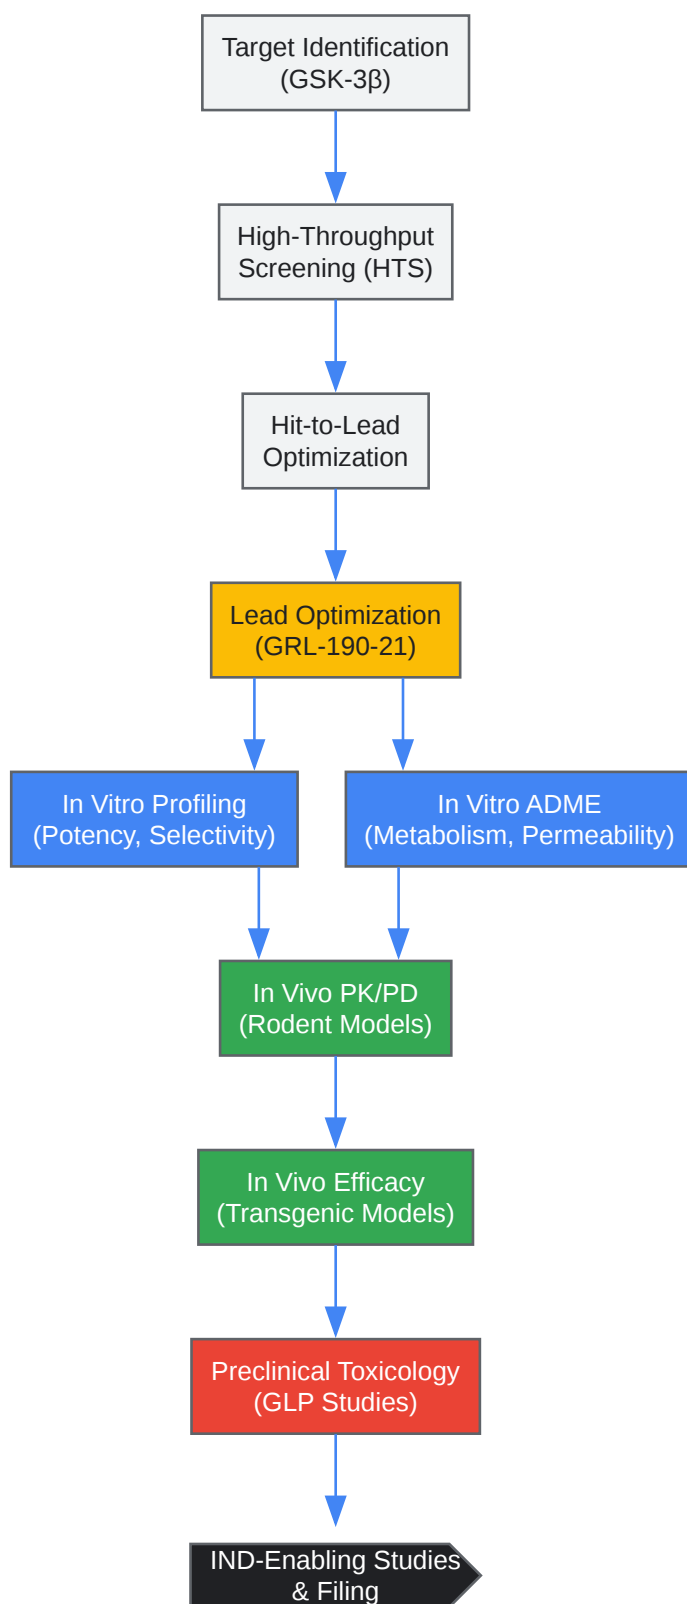 Target Identification
(GSK-3β)
High-Throughput
Screening (HTS)
Hit-to-Lead
Optimization
Lead Optimization
(GRL-190-21)
In Vitro Profiling
(Potency, Selectivity)
In Vitro ADME
(Metabolism, Permeability)
In Vivo PK/PD
(Rodent Models)
In Vivo Efficacy
(Transgenic Models)
Preclinical Toxicology
(GLP Studies)
IND-Enabling Studies
& Filing